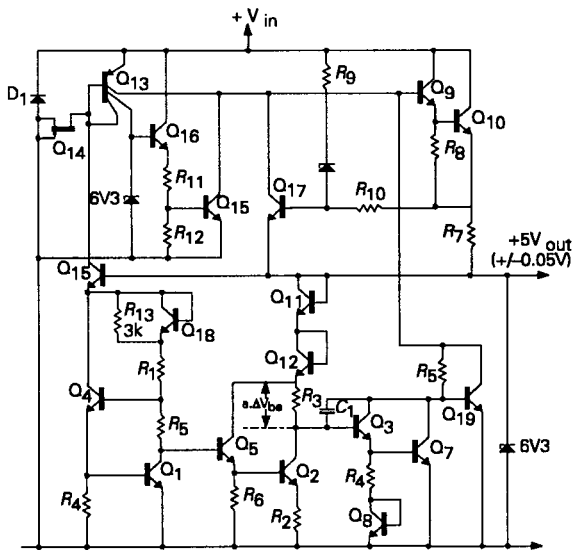 + V in
D1
Q13
Q14
Q16
R11
6V3
R12
Q15
Q17
R9
R10
Q9
Q10
R8
R7
+5V out
(+/–0.05V)
Q15
R13
3k
Q18
R1
Q4
R5
Q1
R4
Q5
R6
Q11
Q12
a.ΔVbe
R3
C1
Q2
R2
Q3
R4
Q8
Q7
R5
Q19
6V3